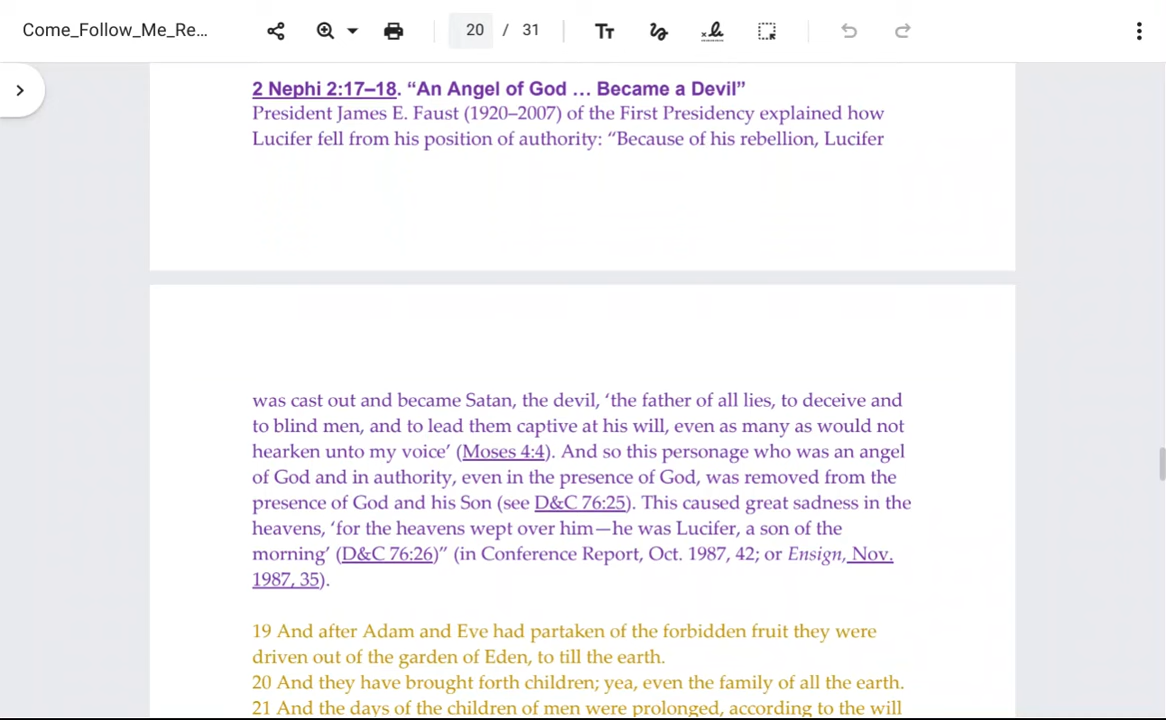 Come_Follow_Me_Re... 20 / 31
2 Nephi 2:17–18. “An Angel of God … Became a Devil”
President James E. Faust (1920–2007) of the First Presidency explained how
Lucifer fell from his position of authority: “Because of his rebellion, Lucifer
was cast out and became Satan, the devil, ‘the father of all lies, to deceive and
to blind men, and to lead them captive at his will, even as many as would not
hearken unto my voice’ (Moses 4:4). And so this personage who was an angel
of God and in authority, even in the presence of God, was removed from the
presence of God and his Son (see D&C 76:25). This caused great sadness in the
heavens, ‘for the heavens wept over him—he was Lucifer, a son of the
morning’ (D&C 76:26)” (in Conference Report, Oct. 1987, 42; or Ensign, Nov.
1987, 35).
19 And after Adam and Eve had partaken of the forbidden fruit they were
driven out of the garden of Eden, to till the earth.
20 And they have brought forth children; yea, even the family of all the earth.
21 And the days of the children of men were prolonged, according to the will